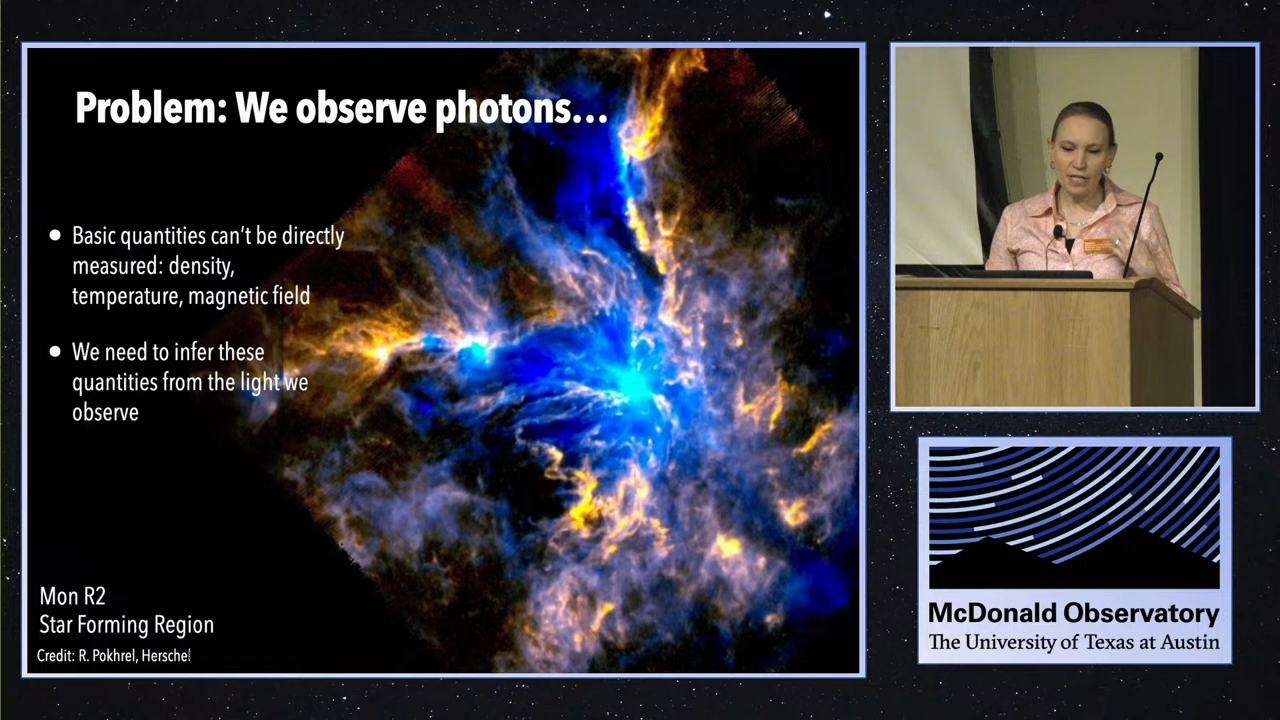 Problem: We observe photons...
● Basic quantities can't be directly
measured: density,
temperature, magnetic field
● We need to infer these
quantities from the light we
observe
Mon R2
Star Forming Region
Credit: R. Pokhrel, Herschel
McDonald Observatory
The University of Texas at Austin